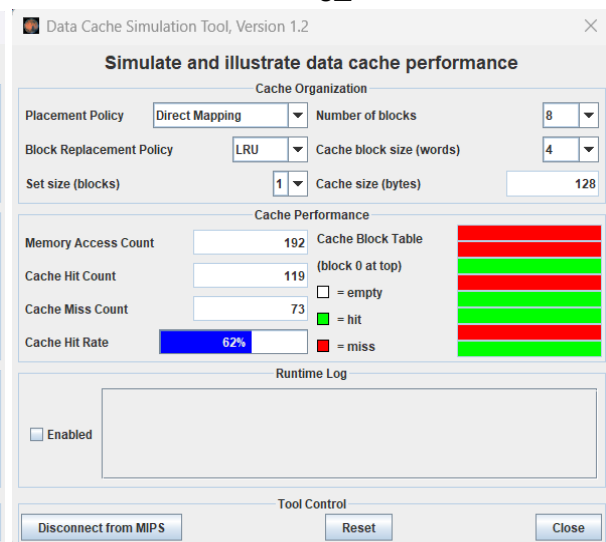 Data Cache Simulation Tool, Version 1.2
Simulate and illustrate data cache performance
Cache Organization
Placement Policy Direct Mapping Number of blocks 8
Block Replacement Policy LRU Cache block size (words) 4
Set size (blocks) 1 Cache size (bytes) 128
Cache Performance
Memory Access Count 192 Cache Block Table
(block 0 at top)
Cache Hit Count 119
= empty
Cache Miss Count 73
= hit
Cache Hit Rate 62% = miss
Runtime Log
Enabled
Tool Control
Disconnect from MIPS Reset Close